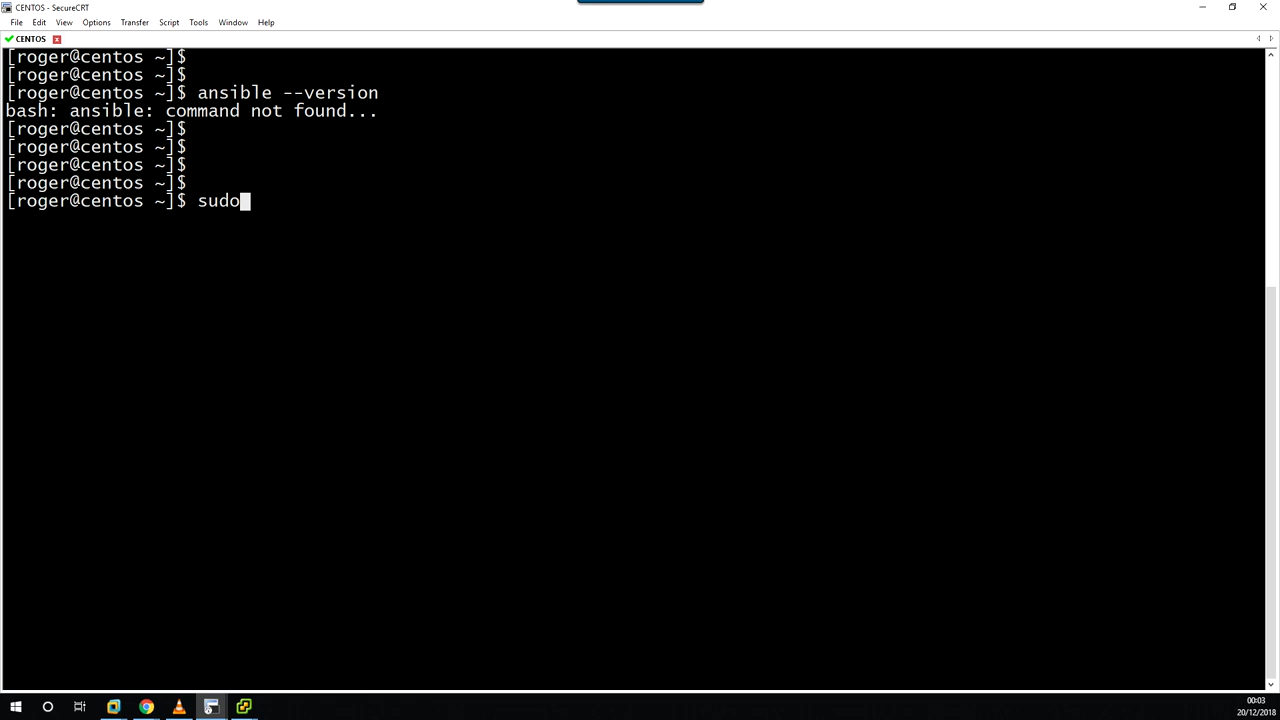 CENTOS - SecureCRT
File Edit View Options Transfer Script Tools Window Help
CENTOS
[roger@centos ~]$
[roger@centos ~]$
[roger@centos ~]$ ansible --version
bash: ansible: command not found...
[roger@centos ~]$
[roger@centos ~]$
[roger@centos ~]$
[roger@centos ~]$
[roger@centos ~]$ sudo
00:03
20/12/2018